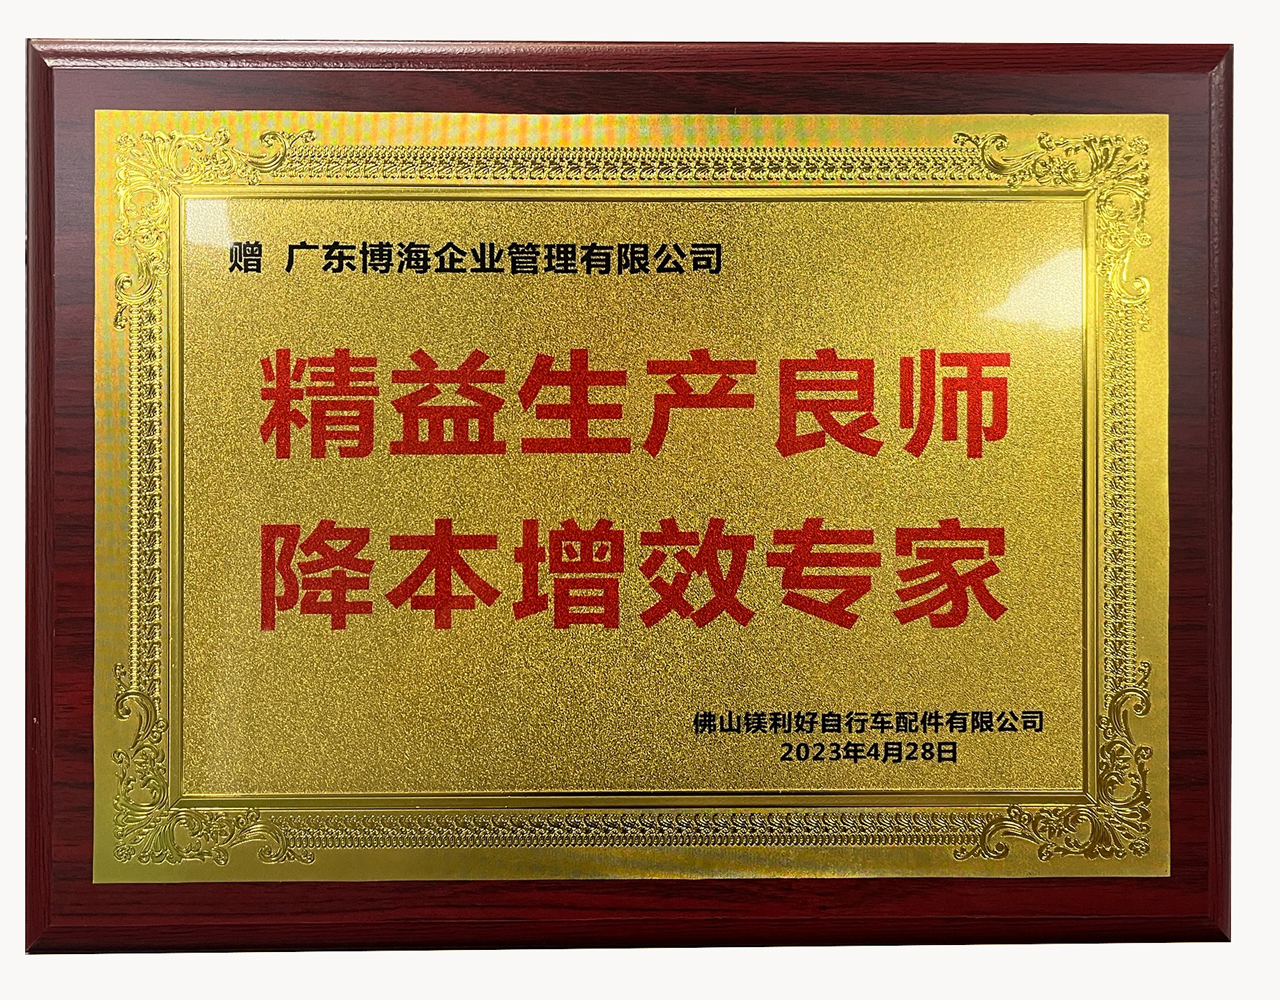 赠 广东博海企业管理有限公司
精益生产良师
降本增效专家
佛山镁利好自行车配件有限公司
2023年4月28日